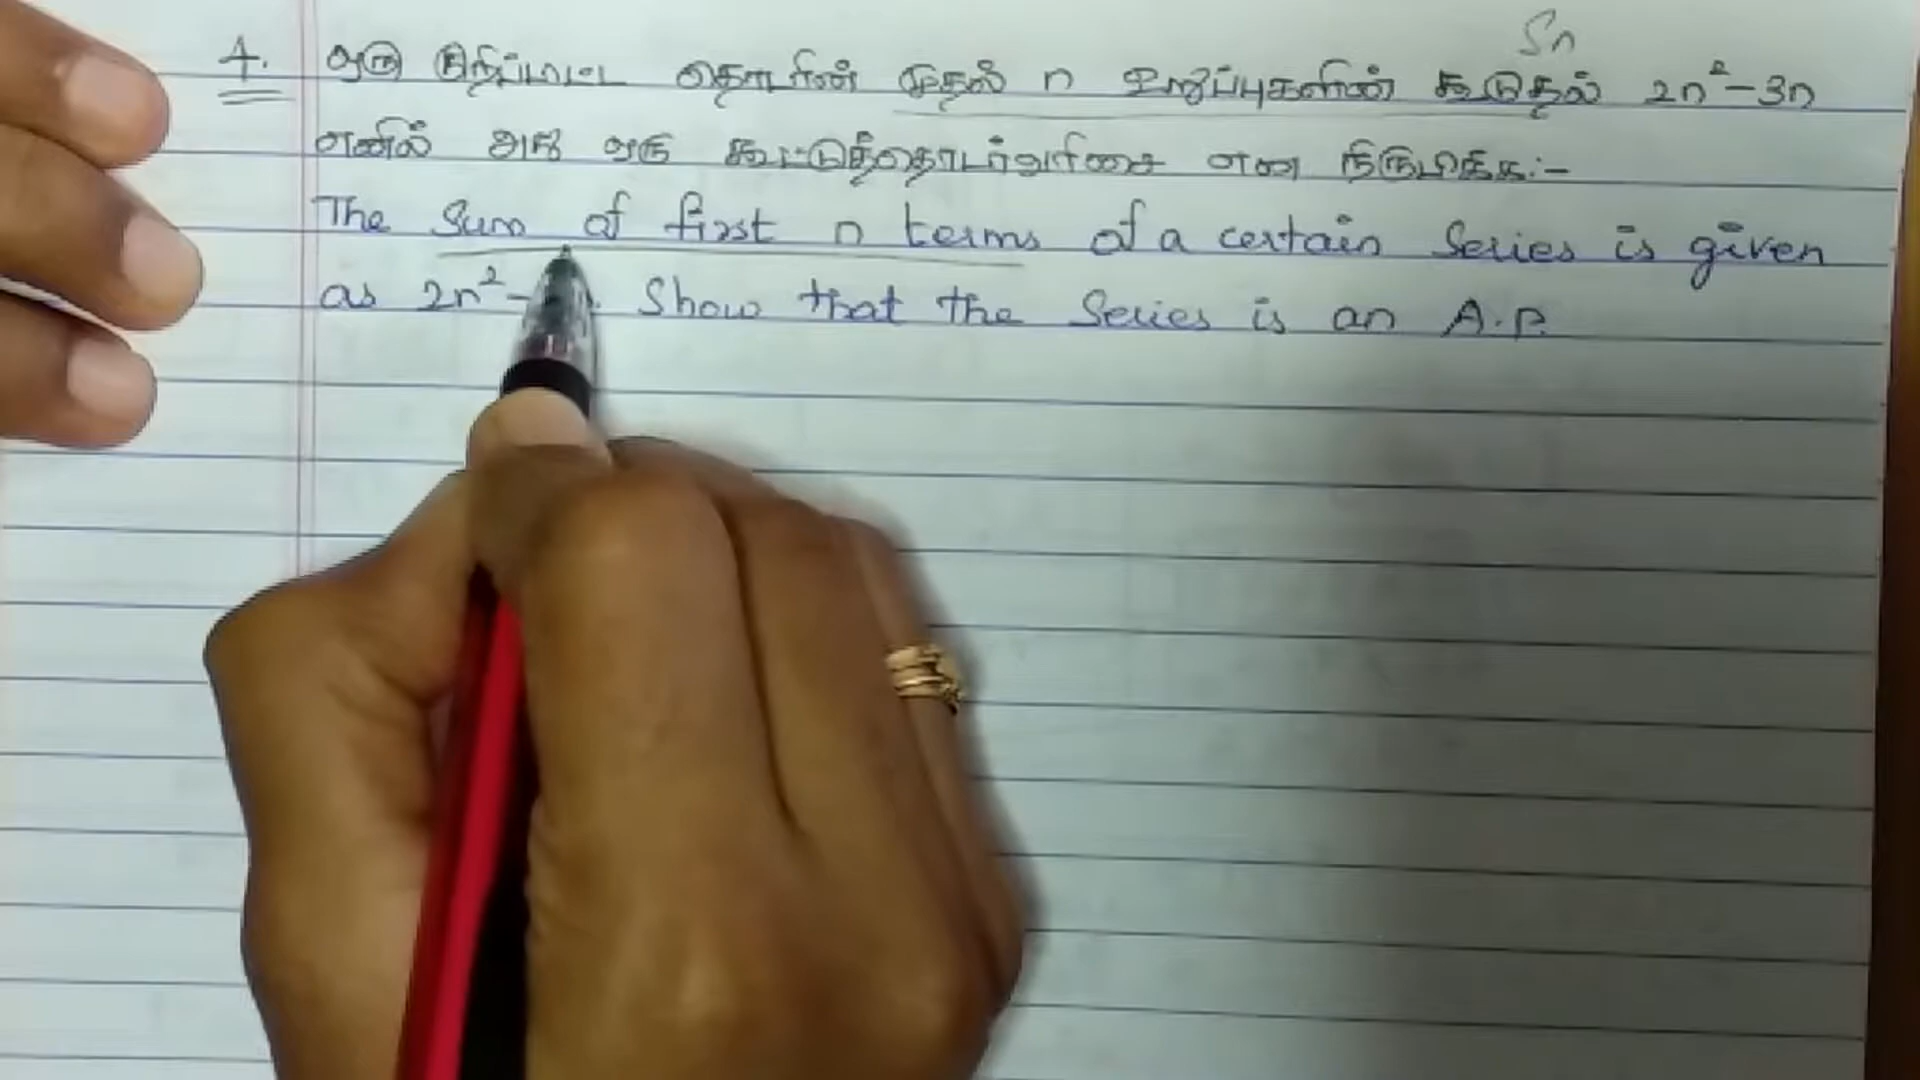 Sn
4. ஒரு குறிப்பிட்ட தொடரின் முதல் n உறுப்புகளின் கூடுதல் 2n²-3n
எனில் அது ஒரு கூட்டுத்தொடர்வரிசை என நிருபிக்க:-
The Sum of first n terms of a certain Series is given
as 2n²- Show that the Series is an A.P.